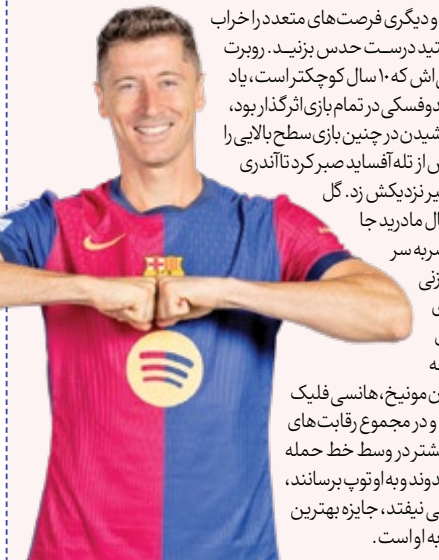 و دیگری فرصت‌های متعدد را خراب
تید درست حدس بزنید. روبرت
اش که ۱۰ سال کوچکتر است، یاد
دوفسکی در تمام بازی اثرگذار بود،
شیدن در چنین بازی سطح بالایی را
س از تله آفساید صبر کرد تا آندری
یر نزدیکش زد. گل
ال مادرید جا
سر به سر
زنی
ه
ن مونیخ، هانسی فلیک
و در مجموع رقابت‌های
شتر در وسط خط حمله
دوند و به او توپ برسانند،
ی نیفتد، جایزه بهترین
به او است.